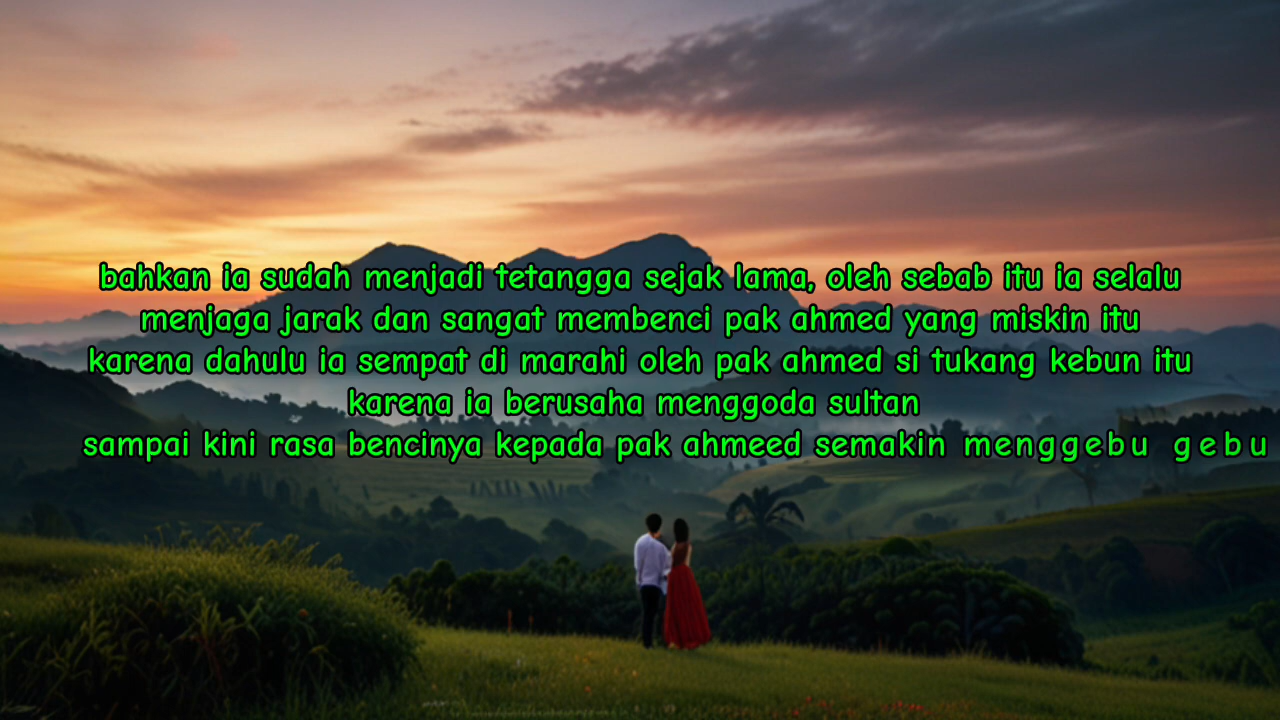 bahkan ia sudah menjadi tetangga sejak lama, oleh sebab itu ia selalu
menjaga jarak dan sangat membenci pak ahmed yang miskin itu
karena dahulu ia sempat di marahi oleh pak ahmed si tukang kebun itu
karena ia berusaha menggoda sultan
sampai kini rasa bencinya kepada pak ahmeed semakin menggebu gebu